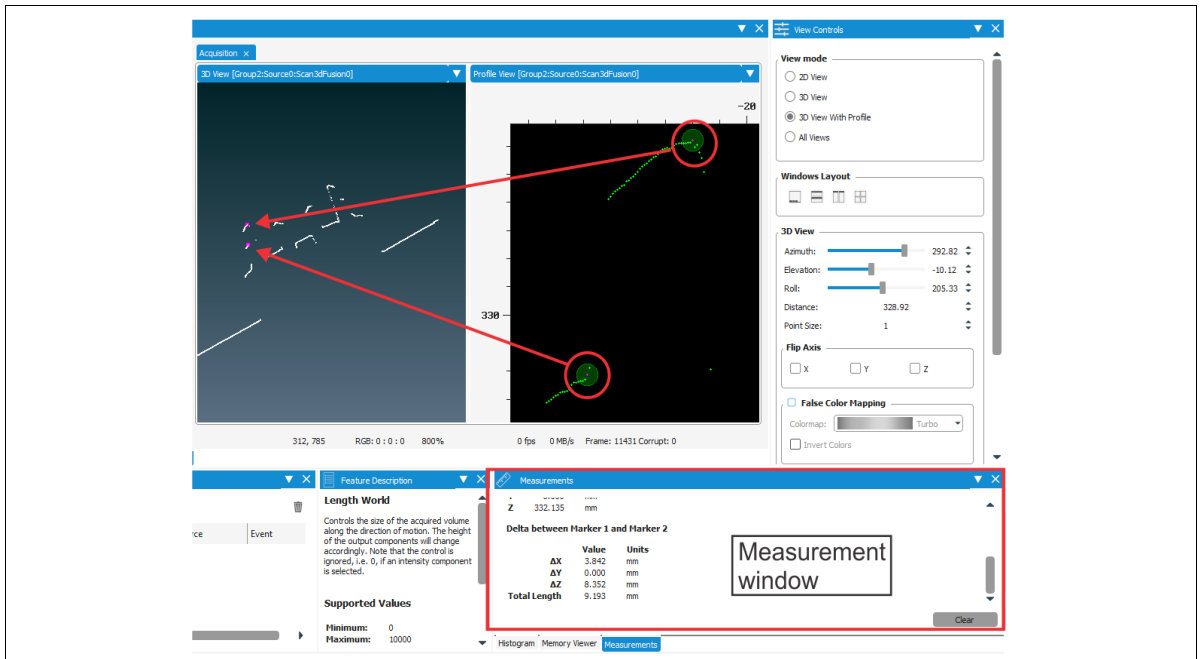 View Controls
Acquisition ×
3D View [Group2:Source0:Scan3dFusion0]
Profile View [Group2:Source0:Scan3dFusion0]
-20
330
312, 785 RGB: 0 : 0 : 0 800% 0 fps 0 MB/s Frame: 11431 Corrupt: 0
View mode
2D View
3D View
3D View With Profile
All Views
Windows Layout
3D View
Azimuth: 292.82
Elevation: -10.12
Roll: 205.33
Distance: 328.92
Point Size: 1
Flip Axis
X Y Z
False Color Mapping
Colormap: Turbo
Invert Colors
rce Event
Feature Description
Length World
Controls the size of the acquired volume
along the direction of motion. The height
of the output components will change
accordingly. Note that the control is
ignored, i.e. 0, if an intensity component
is selected.
Supported Values
Minimum: 0
Maximum: 10000
Measurements
Z 332.135 mm
Delta between Marker 1 and Marker 2
Value Units
ΔX 3.842 mm
ΔY 0.000 mm
ΔZ 8.352 mm
Total Length 9.193 mm
Measurement
window
Clear
Histogram Memory Viewer Measurements